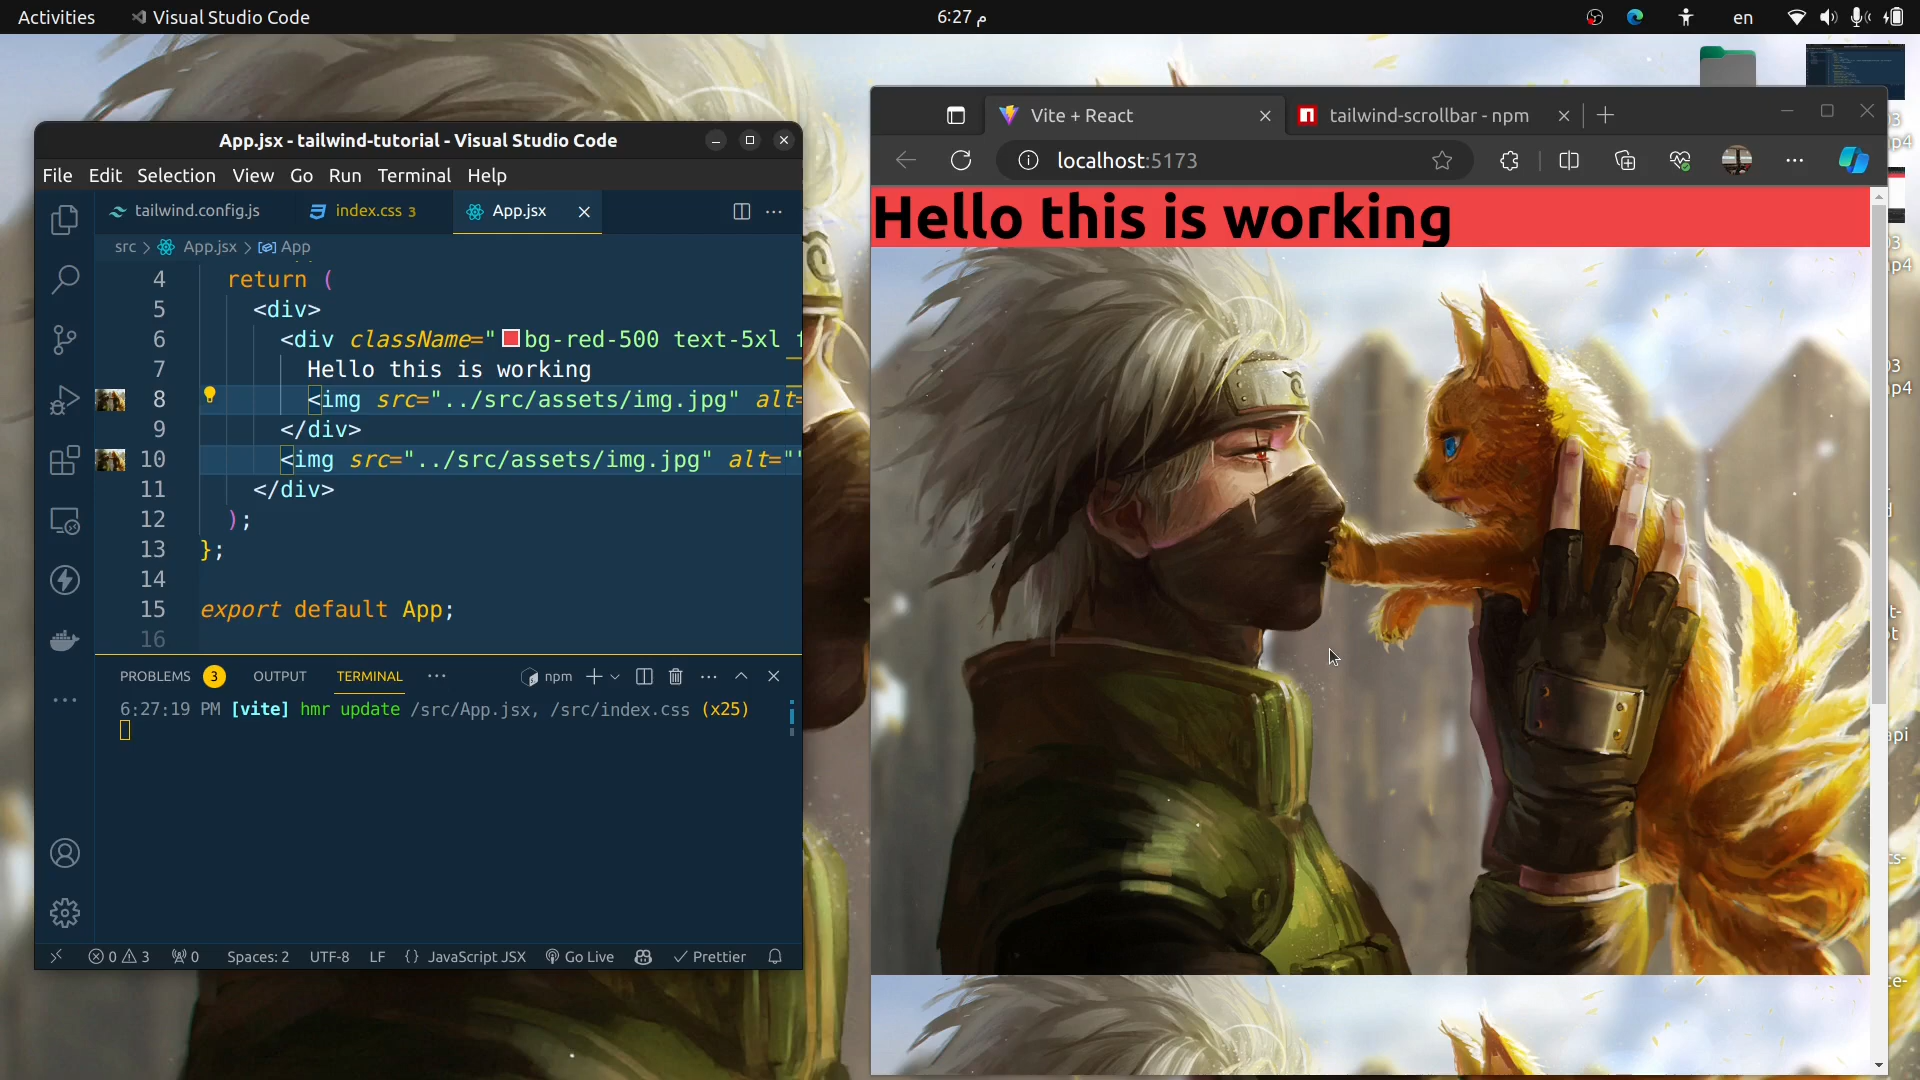 Activities
Visual Studio Code
6:27 م
en
App.jsx - tailwind-tutorial - Visual Studio Code
File Edit Selection View Go Run Terminal Help
tailwind.config.js
index.css 3
App.jsx
src > App.jsx > App
4 return (
5 <div>
6 <div className="bg-red-500 text-5xl f
7 Hello this is working
8 <img src="../src/assets/img.jpg" alt=
9 </div>
10 <img src="../src/assets/img.jpg" alt=""
11 </div>
12 );
13 };
14
15 export default App;
16
PROBLEMS 3 OUTPUT TERMINAL
npm
6:27:19 PM [vite] hmr update /src/App.jsx, /src/index.css (x25)
0 3
0
Spaces: 2
UTF-8
LF
{} JavaScript JSX
Go Live
Prettier
Vite + React
tailwind-scrollbar - npm
localhost:5173
Hello this is working